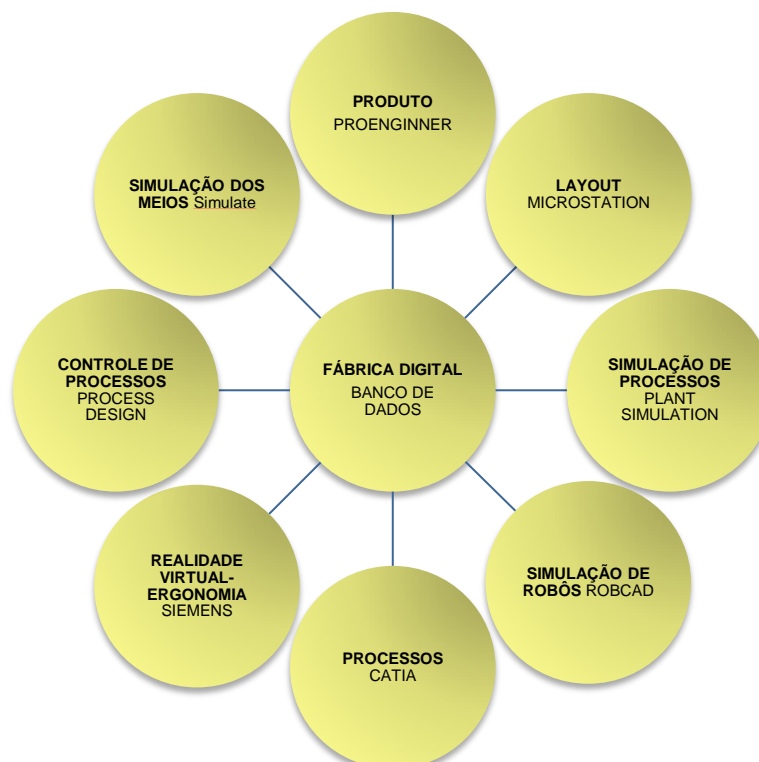 PRODUTO
PROENGINNER
LAYOUT
MICROSTATION
SIMULAÇÃO DOS
MEIOS Simulate
CONTROLE DE
PROCESSOS
PROCESS
DESIGN
FÁBRICA DIGITAL
BANCO DE
DADOS
SIMULAÇÃO DE
PROCESSOS
PLANT
SIMULATION
REALIDADE
VIRTUAL-
ERGONOMIA
SIEMENS
SIMULAÇÃO DE
ROBÔS ROBCAD
PROCESSOS
CATIA